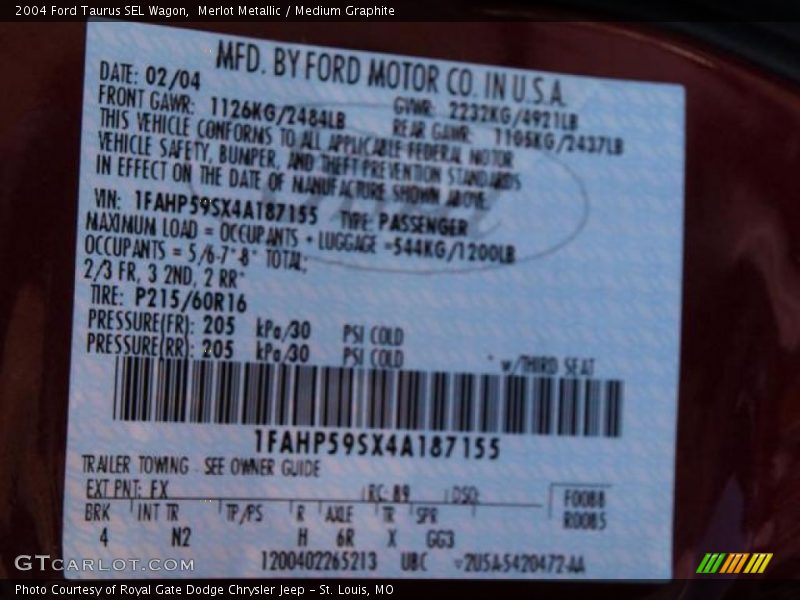 2004 Ford Taurus SEL Wagon,  Merlot Metallic / Medium Graphite
MFD. BY FORD MOTOR CO. IN U.S.A.
DATE: 02/04 GVWR: 2232KG/4921LB
FRONT GAWR: 1126KG/2484LB REAR GAWR: 1105KG/2437LB
THIS VEHICLE CONFORMS TO ALL APPLICABLE FEDERAL MOTOR
VEHICLE SAFETY, BUMPER, AND THEFT PREVENTION STANDARDS
IN EFFECT ON THE DATE OF MANUFACTURE SHOWN ABOVE.
VIN: 1FAHP59SX4A187155 TYPE: PASSENGER
MAXIMUM LOAD = OCCUPANTS + LUGGAGE =544KG/1200LB
OCCUPANTS = 5/6-7*8* TOTAL;
2/3 FR, 3 2ND, 2 RR*
TIRE: P215/60R16
PRESSURE(FR): 205 kPa/30 PSI COLD
PRESSURE(RR): 205 kPa/30 PSI COLD
* w/THIRD SEAT
1FAHP59SX4A187155
TRAILER TOWING - SEE OWNER GUIDE
EXT PNT: FX RC: 89 DSO: F0088
BRK INT TR TP/PS R AXLE TR SPR R0085
4 N2 H 6R X GG3
1200402265213 UBC 2U5A-5420472-AA
GTCARLOT.COM
Photo Courtesy of Royal Gate Dodge Chrysler Jeep - St. Louis, MO